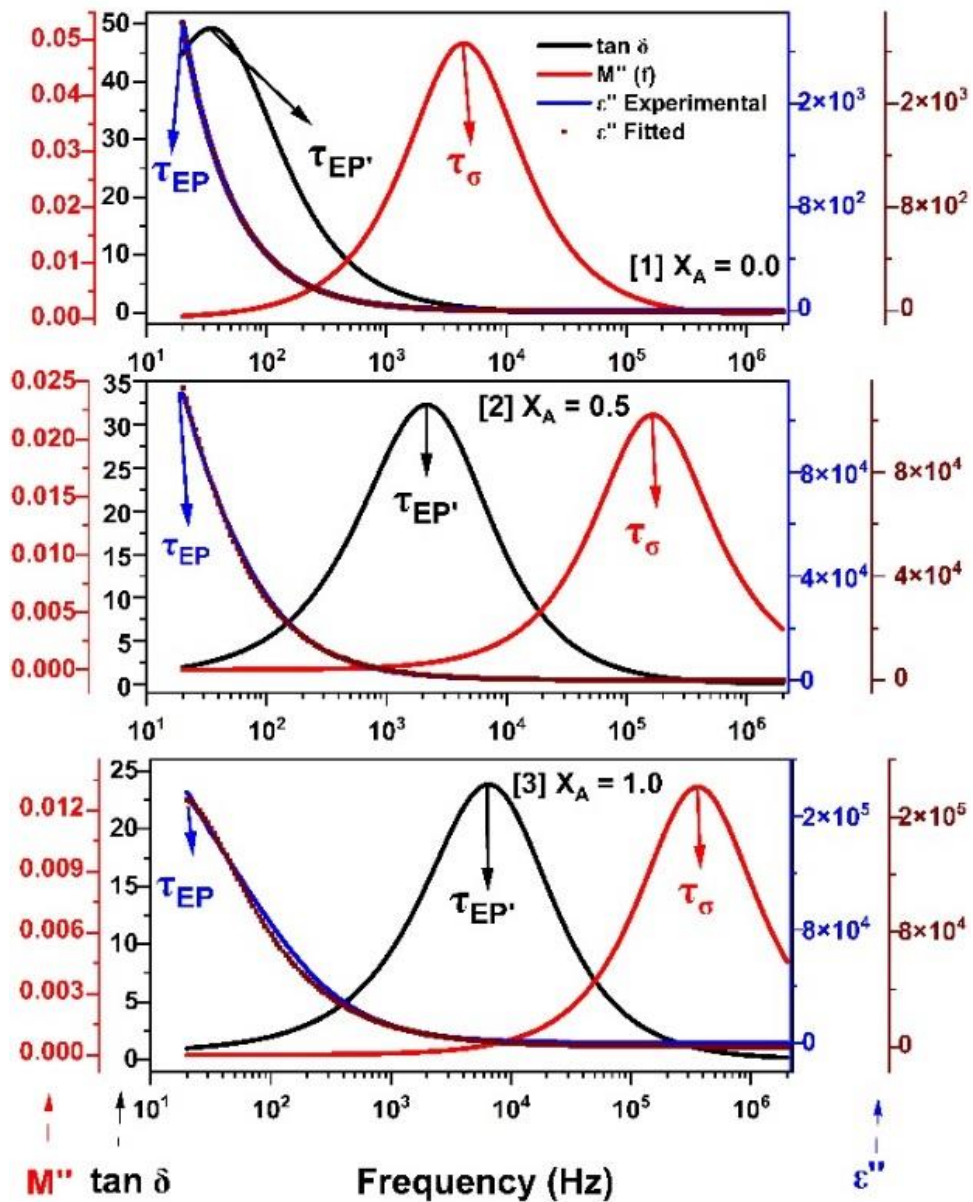 0.05
0.04
0.03
0.02
0.01
0.00
50
40
30
20
10
0
tan δ
M" (f)
ε" Experimental
ε" Fitted
τEP
τEP'
τσ
[1] XA = 0.0
2×10³
8×10²
0
2×10³
8×10²
0
10¹ 10² 10³ 10⁴ 10⁵ 10⁶
0.025
0.020
0.015
0.010
0.005
0.000
35
30
25
20
15
10
5
0
[2] XA = 0.5
τEP
τEP'
τσ
8×10⁴
4×10⁴
0
8×10⁴
4×10⁴
0
10¹ 10² 10³ 10⁴ 10⁵ 10⁶
0.012
0.009
0.006
0.003
0.000
25
20
15
10
5
0
[3] XA = 1.0
τEP
τEP'
τσ
2×10⁵
8×10⁴
0
2×10⁵
8×10⁴
0
10¹ 10² 10³ 10⁴ 10⁵ 10⁶
M" tan δ Frequency (Hz) ε"